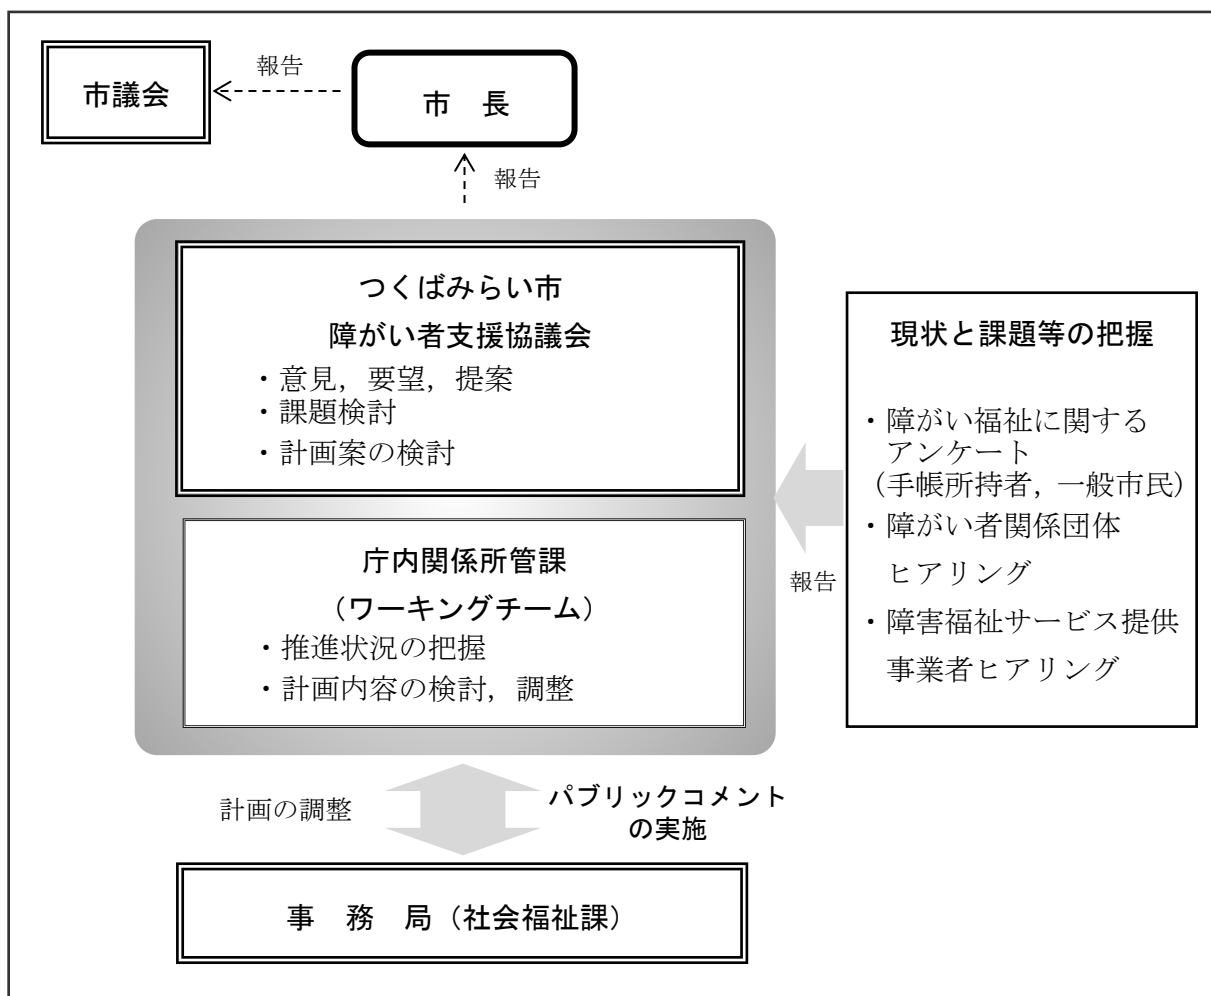 市議会
報告
市　長
報告
つくばみらい市
障がい者支援協議会
・意見，要望，提案
・課題検討
・計画案の検討
庁内関係所管課
（ワーキングチーム）
・推進状況の把握
・計画内容の検討，調整
現状と課題等の把握
・障がい福祉に関する
アンケート
（手帳所持者，一般市民）
・障がい者関係団体
ヒアリング
・障害福祉サービス提供
事業者ヒアリング
報告
計画の調整
パブリックコメント
の実施
事　務　局（社会福祉課）